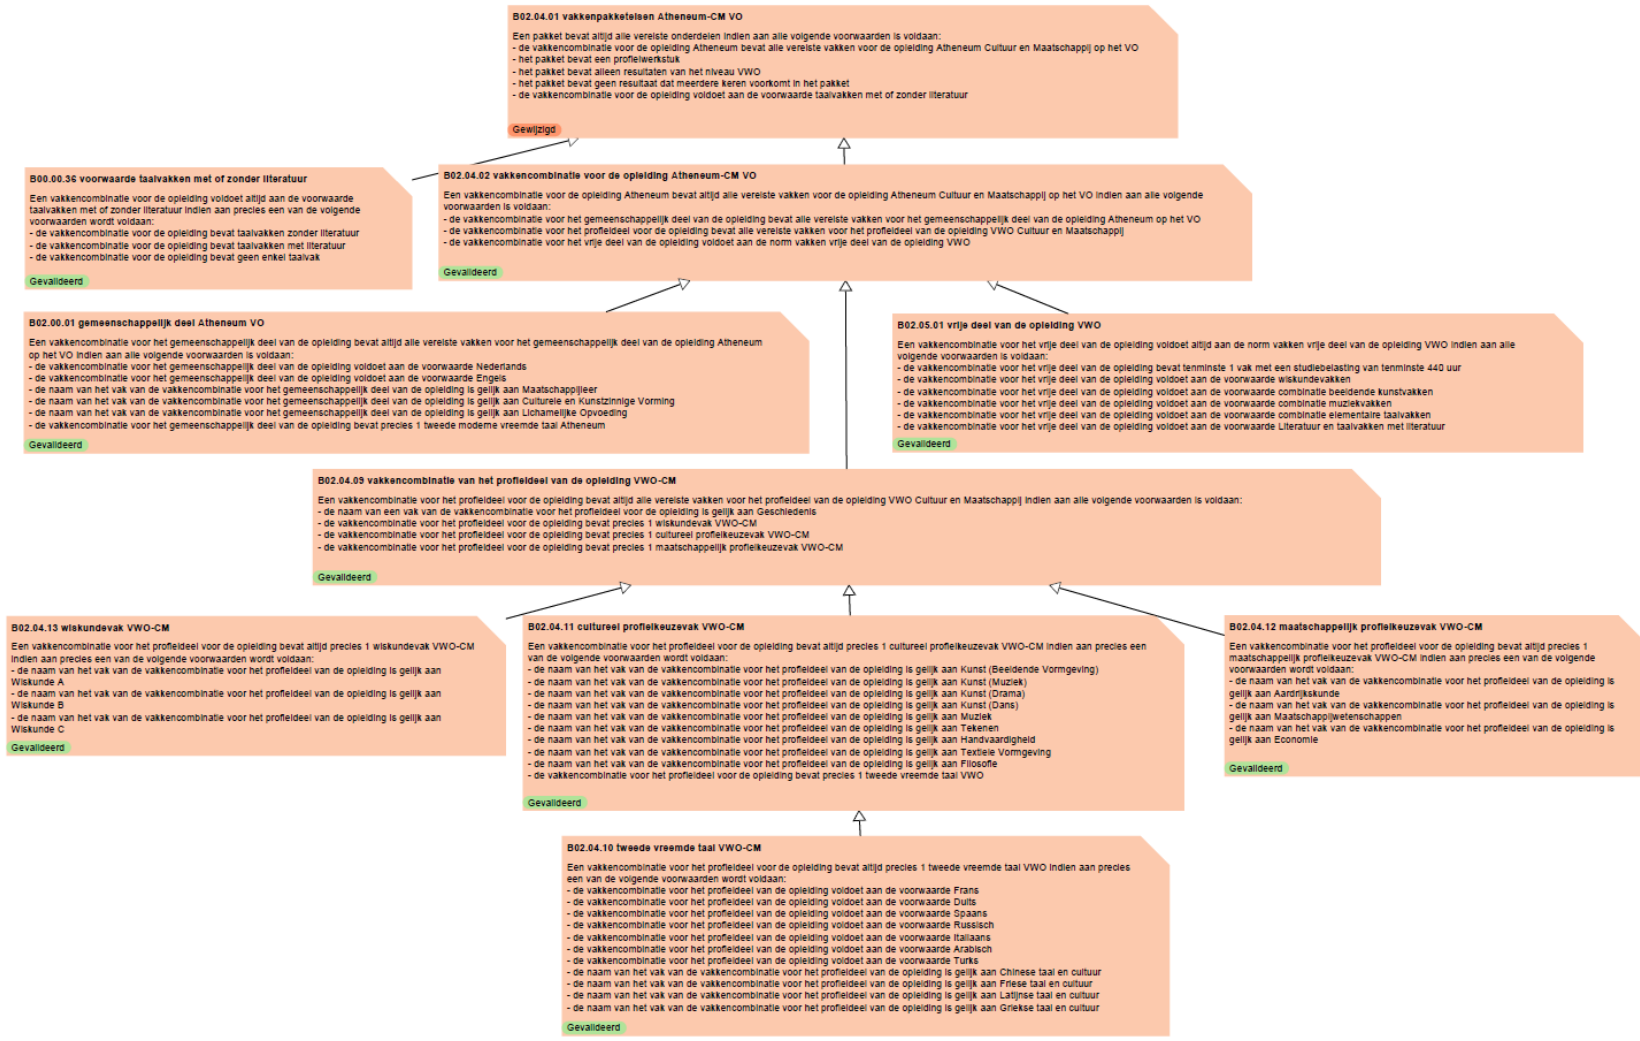 B02.04.01 vakkenpakketeisen Atheneum-CM VO
Een pakket bevat altijd alle vereiste onderdelen indien aan alle volgende voorwaarden is voldaan:
- de vakkencombinatie voor de opleiding Atheneum bevat alle vereiste vakken voor de opleiding Atheneum Cultuur en Maatschappij op het VO
- het pakket bevat een profielwerkstuk
- het pakket bevat alleen resultaten van het niveau VWO
- het pakket bevat geen resultaat dat meerdere keren voorkomt in het pakket
- de vakkencombinatie voor de opleiding voldoet aan de voorwaarde taalvakken met of zonder literatuur
Gewijzigd
B00.00.36 voorwaarde taalvakken met of zonder literatuur
Een vakkencombinatie voor de opleiding voldoet altijd aan de voorwaarde
taalvakken met of zonder literatuur indien aan precies een van de volgende
voorwaarden wordt voldaan:
- de vakkencombinatie voor de opleiding bevat taalvakken zonder literatuur
- de vakkencombinatie voor de opleiding bevat taalvakken met literatuur
- de vakkencombinatie voor de opleiding bevat geen enkel taalvak
Gevalideerd
B02.04.02 vakkencombinatie voor de opleiding Atheneum-CM VO
Een vakkencombinatie voor de opleiding Atheneum bevat altijd alle vereiste vakken voor de opleiding Atheneum Cultuur en Maatschappij op het VO indien aan alle volgende
voorwaarden is voldaan:
- de vakkencombinatie voor het gemeenschappelijk deel van de opleiding bevat alle vereiste vakken voor het gemeenschappelijk deel van de opleiding Atheneum op het VO
- de vakkencombinatie voor het profieldeel voor de opleiding bevat alle vereiste vakken voor het profieldeel van de opleiding VWO Cultuur en Maatschappij
- de vakkencombinatie voor het vrije deel van de opleiding voldoet aan de norm vakken vrije deel van de opleiding VWO
Gevalideerd
B02.00.01 gemeenschappelijk deel Atheneum VO
Een vakkencombinatie voor het gemeenschappelijk deel van de opleiding bevat altijd alle vereiste vakken voor het gemeenschappelijk deel van de opleiding Atheneum
op het VO indien aan alle volgende voorwaarden is voldaan:
- de vakkencombinatie voor het gemeenschappelijk deel van de opleiding voldoet aan de voorwaarde Nederlands
- de vakkencombinatie voor het gemeenschappelijk deel van de opleiding voldoet aan de voorwaarde Engels
- de naam van het vak van de vakkencombinatie voor het gemeenschappelijk deel van de opleiding is gelijk aan Maatschappijleer
- de naam van het vak van de vakkencombinatie voor het gemeenschappelijk deel van de opleiding is gelijk aan Culturele en Kunstzinnige Vorming
- de naam van het vak van de vakkencombinatie voor het gemeenschappelijk deel van de opleiding is gelijk aan Lichamelijke Opvoeding
- de vakkencombinatie voor het gemeenschappelijk deel van de opleiding bevat precies 1 tweede moderne vreemde taal Atheneum
Gevalideerd
B02.05.01 vrije deel van de opleiding VWO
Een vakkencombinatie voor het vrije deel van de opleiding voldoet altijd aan de norm vakken vrije deel van de opleiding VWO indien aan alle
volgende voorwaarden is voldaan:
- de vakkencombinatie voor het vrije deel van de opleiding bevat tenminste 1 vak met een studiebelasting van tenminste 440 uur
- de vakkencombinatie voor het vrije deel van de opleiding voldoet aan de voorwaarde wiskundevakken
- de vakkencombinatie voor het vrije deel van de opleiding voldoet aan de voorwaarde combinatie beeldende kunstvakken
- de vakkencombinatie voor het vrije deel van de opleiding voldoet aan de voorwaarde combinatie muziekvakken
- de vakkencombinatie voor het vrije deel van de opleiding voldoet aan de voorwaarde combinatie elementaire taalvakken
- de vakkencombinatie voor het vrije deel van de opleiding voldoet aan de voorwaarde Literatuur en taalvakken met literatuur
Gevalideerd
B02.04.09 vakkencombinatie van het profieldeel van de opleiding VWO-CM
Een vakkencombinatie voor het profieldeel voor de opleiding bevat altijd alle vereiste vakken voor het profieldeel van de opleiding VWO Cultuur en Maatschappij indien aan alle volgende voorwaarden is voldaan:
- de naam van een vak van de vakkencombinatie voor het profieldeel voor de opleiding is gelijk aan Geschiedenis
- de vakkencombinatie voor het profieldeel voor de opleiding bevat precies 1 wiskundevak VWO-CM
- de vakkencombinatie voor het profieldeel voor de opleiding bevat precies 1 cultureel profielkeuzevak VWO-CM
- de vakkencombinatie voor het profieldeel voor de opleiding bevat precies 1 maatschappelijk profielkeuzevak VWO-CM
Gevalideerd
B02.04.13 wiskundevak VWO-CM
Een vakkencombinatie voor het profieldeel voor de opleiding bevat altijd precies 1 wiskundevak VWO-CM
indien aan precies een van de volgende voorwaarden wordt voldaan:
- de naam van het vak van de vakkencombinatie voor het profieldeel van de opleiding is gelijk aan
Wiskunde A
- de naam van het vak van de vakkencombinatie voor het profieldeel van de opleiding is gelijk aan
Wiskunde B
- de naam van het vak van de vakkencombinatie voor het profieldeel van de opleiding is gelijk aan
Wiskunde C
Gevalideerd
B02.04.11 cultureel profielkeuzevak VWO-CM
Een vakkencombinatie voor het profieldeel voor de opleiding bevat altijd precies 1 cultureel profielkeuzevak VWO-CM indien aan precies een
van de volgende voorwaarden wordt voldaan:
- de naam van het vak van de vakkencombinatie voor het profieldeel van de opleiding is gelijk aan Kunst (Beeldende Vormgeving)
- de naam van het vak van de vakkencombinatie voor het profieldeel van de opleiding is gelijk aan Kunst (Muziek)
- de naam van het vak van de vakkencombinatie voor het profieldeel van de opleiding is gelijk aan Kunst (Drama)
- de naam van het vak van de vakkencombinatie voor het profieldeel van de opleiding is gelijk aan Kunst (Dans)
- de naam van het vak van de vakkencombinatie voor het profieldeel van de opleiding is gelijk aan Muziek
- de naam van het vak van de vakkencombinatie voor het profieldeel van de opleiding is gelijk aan Tekenen
- de naam van het vak van de vakkencombinatie voor het profieldeel van de opleiding is gelijk aan Handvaardigheid
- de naam van het vak van de vakkencombinatie voor het profieldeel van de opleiding is gelijk aan Textiele Vormgeving
- de naam van het vak van de vakkencombinatie voor het profieldeel van de opleiding is gelijk aan Filosofie
- de vakkencombinatie voor het profieldeel voor de opleiding bevat precies 1 tweede vreemde taal VWO
Gevalideerd
B02.04.12 maatschappelijk profielkeuzevak VWO-CM
Een vakkencombinatie voor het profieldeel voor de opleiding bevat altijd precies 1
maatschappelijk profielkeuzevak VWO-CM indien aan precies een van de volgende
voorwaarden wordt voldaan:
- de naam van het vak van de vakkencombinatie voor het profieldeel van de opleiding is
gelijk aan Aardrijkskunde
- de naam van het vak van de vakkencombinatie voor het profieldeel van de opleiding is
gelijk aan Maatschappijwetenschappen
- de naam van het vak van de vakkencombinatie voor het profieldeel van de opleiding is
gelijk aan Economie
Gevalideerd
B02.04.10 tweede vreemde taal VWO-CM
Een vakkencombinatie voor het profieldeel voor de opleiding bevat altijd precies 1 tweede vreemde taal VWO indien aan precies
een van de volgende voorwaarden wordt voldaan:
- de vakkencombinatie voor het profieldeel van de opleiding voldoet aan de voorwaarde Frans
- de vakkencombinatie voor het profieldeel van de opleiding voldoet aan de voorwaarde Duits
- de vakkencombinatie voor het profieldeel van de opleiding voldoet aan de voorwaarde Spaans
- de vakkencombinatie voor het profieldeel van de opleiding voldoet aan de voorwaarde Russisch
- de vakkencombinatie voor het profieldeel van de opleiding voldoet aan de voorwaarde Italiaans
- de vakkencombinatie voor het profieldeel van de opleiding voldoet aan de voorwaarde Arabisch
- de vakkencombinatie voor het profieldeel van de opleiding voldoet aan de voorwaarde Turks
- de naam van het vak van de vakkencombinatie voor het profieldeel van de opleiding is gelijk aan Chinese taal en cultuur
- de naam van het vak van de vakkencombinatie voor het profieldeel van de opleiding is gelijk aan Friese taal en cultuur
- de naam van het vak van de vakkencombinatie voor het profieldeel van de opleiding is gelijk aan Latijnse taal en cultuur
- de naam van het vak van de vakkencombinatie voor het profieldeel van de opleiding is gelijk aan Griekse taal en cultuur
Gevalideerd